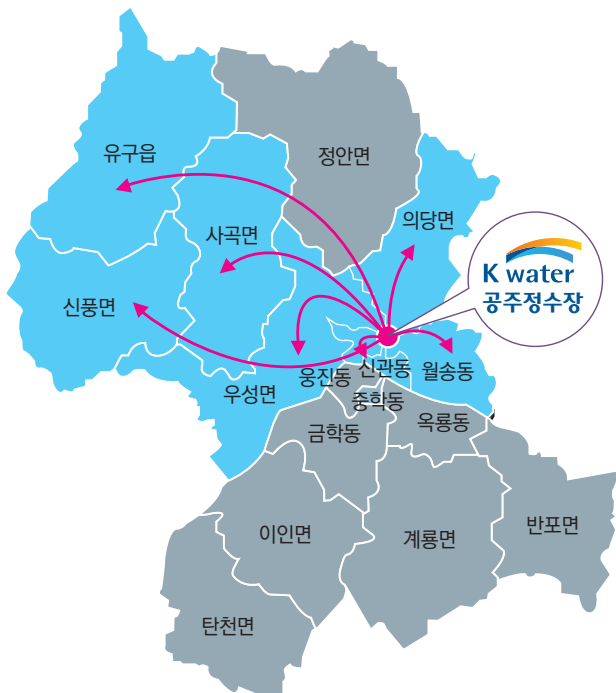 유구읍
정안면
의당면
사곡면
K water
공주정수장
신풍면
우성면
웅진동
신관동
월송동
중학동
금학동
옥룡동
이인면
계룡면
반포면
탄천면